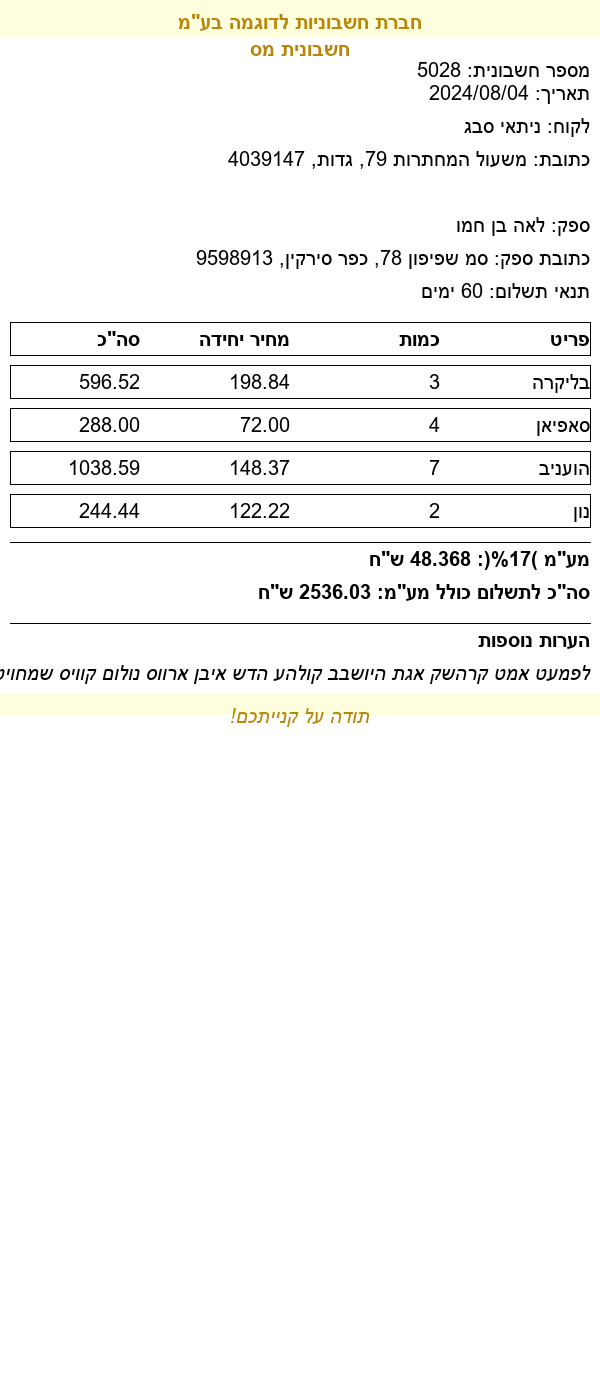 חברת חשבוניות לדוגמה בע"מ
חשבונית מס
מספר חשבונית: 5028
תאריך: 2024/08/04
לקוח: ניתאי סבג
כתובת: משעול המחתרות 79, גדות, 4039147
ספק: לאה בן חמו
כתובת ספק: סמ שפיפון 78, כפר סירקין, 9598913
תנאי תשלום: 60 ימים
פריט כמות מחיר יחידה סה"כ
בליקרה 3 198.84 596.52
סאפיאן 4 72.00 288.00
הועניב 7 148.37 1038.59
נון 2 122.22 244.44
מע"מ )17%(: 48.368 ש"ח
סה"כ לתשלום כולל מע"מ: 2536.03 ש"ח
הערות נוספות
לפמעט אמט קרהשק אגת היושבב קולהע הדש איבן ארווס נולום קוויס
תודה על קנייתכם!